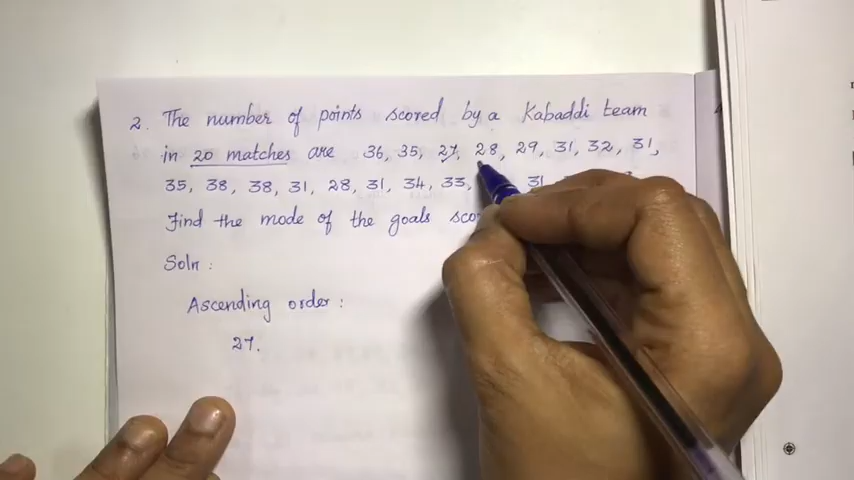 2. The number of points scored by a Kabaddi team
in 20 matches are 36, 35, 27, 28, 29, 31, 32, 31,
35, 38, 38, 31, 28, 31, 34, 33, 31
Find the mode of the goals
Soln :
Ascending order :
27.